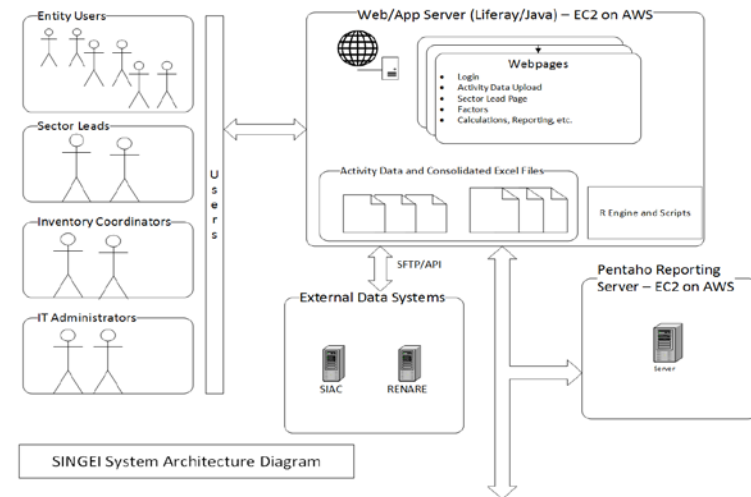 Entity Users
Sector Leads
Inventory Coordinators
IT Administrators
Users
Web/App Server (Liferay/Java) – EC2 on AWS
Webpages
• Login
• Activity Data Upload
• Sector Lead Page
• Factors
• Calculations, Reporting, etc.
Activity Data and Consolidated Excel Files
R Engine and Scripts
SFTP/API
External Data Systems
SIAC
RENARE
Pentaho Reporting
Server – EC2 on AWS
Server
SINGEI System Architecture Diagram